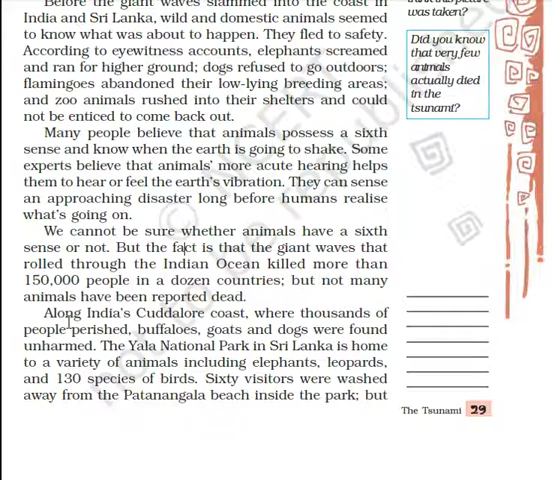 Before the giant waves slammed into the coast in
India and Sri Lanka, wild and domestic animals seemed
to know what was about to happen. They fled to safety.
According to eyewitness accounts, elephants screamed
and ran for higher ground; dogs refused to go outdoors;
flamingoes abandoned their low-lying breeding areas;
and zoo animals rushed into their shelters and could
not be enticed to come back out.
Many people believe that animals possess a sixth
sense and know when the earth is going to shake. Some
experts believe that animals' more acute hearing helps
them to hear or feel the earth's vibration. They can sense
an approaching disaster long before humans realise
what's going on.
We cannot be sure whether animals have a sixth
sense or not. But the fact is that the giant waves that
rolled through the Indian Ocean killed more than
150,000 people in a dozen countries; but not many
animals have been reported dead.
Along India's Cuddalore coast, where thousands of
people perished, buffaloes, goats and dogs were found
unharmed. The Yala National Park in Sri Lanka is home
to a variety of animals including elephants, leopards,
and 130 species of birds. Sixty visitors were washed
away from the Patanangala beach inside the park; but
was taken?
Did you know
that very few
animals
actually died
in the
tsunami?
The Tsunami 29
© NCERT
not to be republished